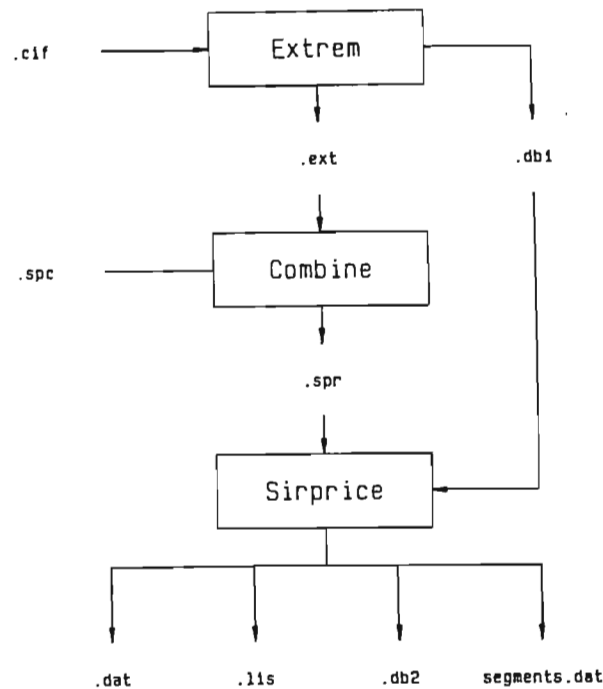 Extrem
.cif
.ext
.db1
Combine
.spc
.spr
Sirprice
.dat
.lis
.db2
segments.dat